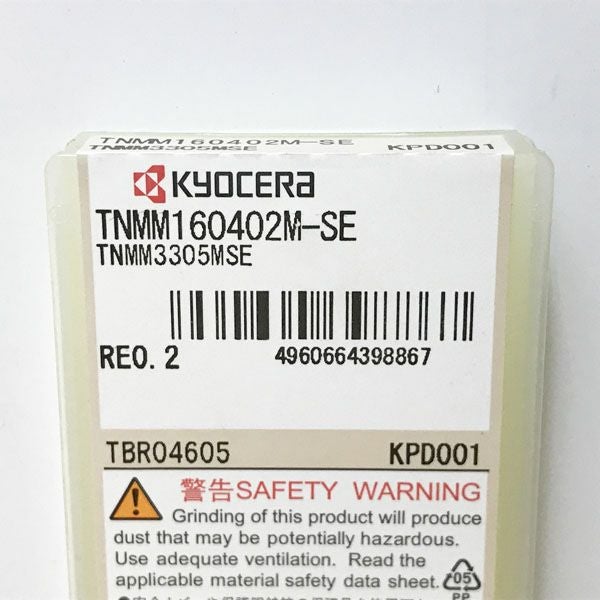 TNMM160402M-SE
TNMM3305MSE KPD001
KYOCERA
TNMM160402M-SE
TNMM3305MSE
RE0.2 4960664398867
TBR04605 KPD001
警告SAFETY WARNING
Grinding of this product will produce
dust that may be potentially hazardous.
Use adequate ventilation. Read the
applicable material safety data sheet.
05
PP